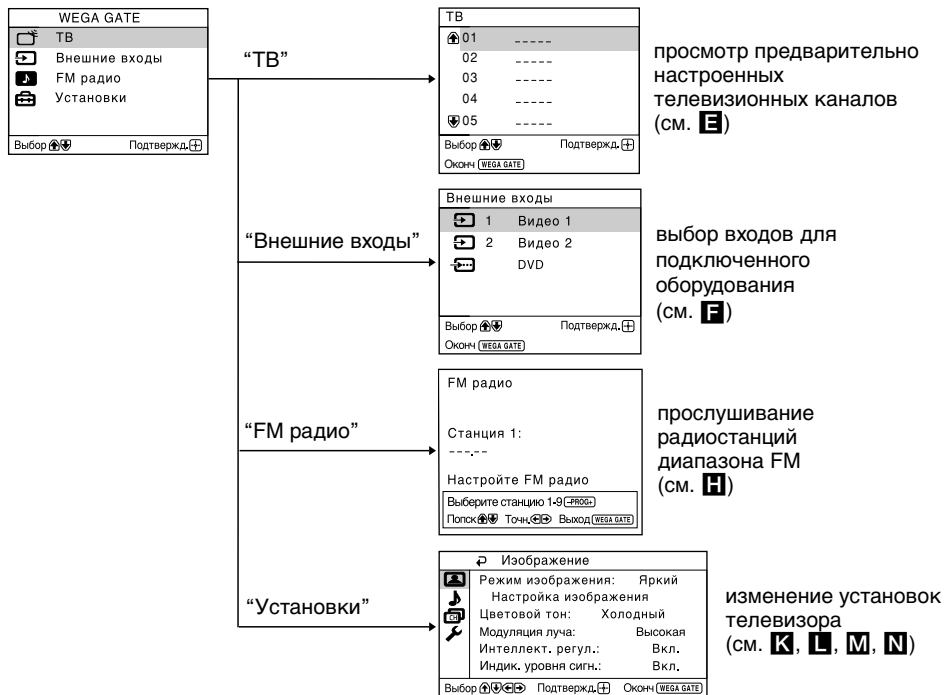 WEGA GATE
ТВ
Внешние входы
FM радио
Установки
Выбор Подтвержд.
“ТВ”
ТВ
01 -----
02 -----
03 -----
04 -----
05 -----
Выбор Подтвержд.
Оконч WEGA GATE
просмотр предварительно
настроенных
телевизионных каналов
(см. E)
“Внешние входы”
Внешние входы
1 Видео 1
2 Видео 2
DVD
Выбор Подтвержд.
Оконч WEGA GATE
выбор входов для
подключенного
оборудования
(см. F)
“FM радио”
FM радио
Станция 1:
---.--
Настройте FM радио
Выберите станцию 1-9 -PROG+
Попск Точн. Выход WEGA GATE
прослушивание
радиостанций
диапазона FM
(см. H)
“Установки”
Изображение
Режим изображения: Яркий
Настройка изображения
Цветовой тон: Холодный
Модуляция луча: Высокая
Интеллект. регул.: Вкл.
Индик. уровня сигн.: Вкл.
Выбор Подтвержд. Оконч WEGA GATE
изменение установок
телевизора
(см. K, L, M, N)